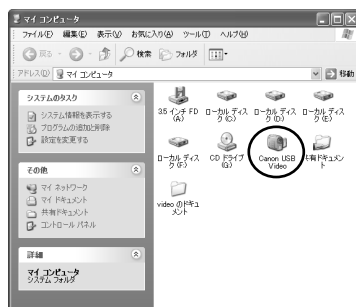 マイ コンピュータ
ファイル(F) 編集(E) 表示(V) お気に入り(A) ツール(T) ヘルプ(H)
戻る 検索 フォルダ
アドレス(D) マイ コンピュータ 移動
システムのタスク
システム情報を表示する
プログラムの追加と削除
設定を変更する
その他
マイ ネットワーク
マイ ドキュメント
共有ドキュメント
コントロール パネル
詳細
マイ コンピュータ
システム フォルダ
3.5 インチ FD
(A)
ローカル ディス
ク (C)
ローカル ディス
ク (D)
ローカル ディス
ク (E)
ローカル ディス
ク (F)
CD ドライブ
(G)
Canon USB
Video
共有ドキュメン
ト
video のドキュ
メント